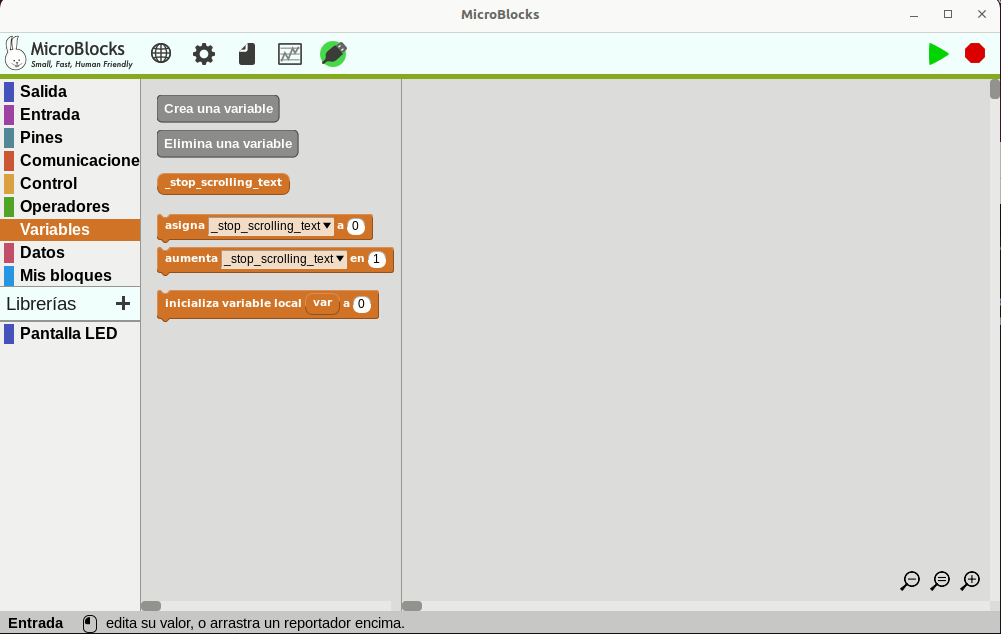 MicroBlocks
MicroBlocks
Small, Fast, Human Friendly
Salida
Entrada
Pines
Comunicacione
Control
Operadores
Variables
Datos
Mis bloques
Librerías +
Pantalla LED
Crea una variable
Elimina una variable
_stop_scrolling_text
asigna _stop_scrolling_text a 0
aumenta _stop_scrolling_text en 1
inicializa variable local var a 0
Entrada edita su valor, o arrastra un reportador encima.